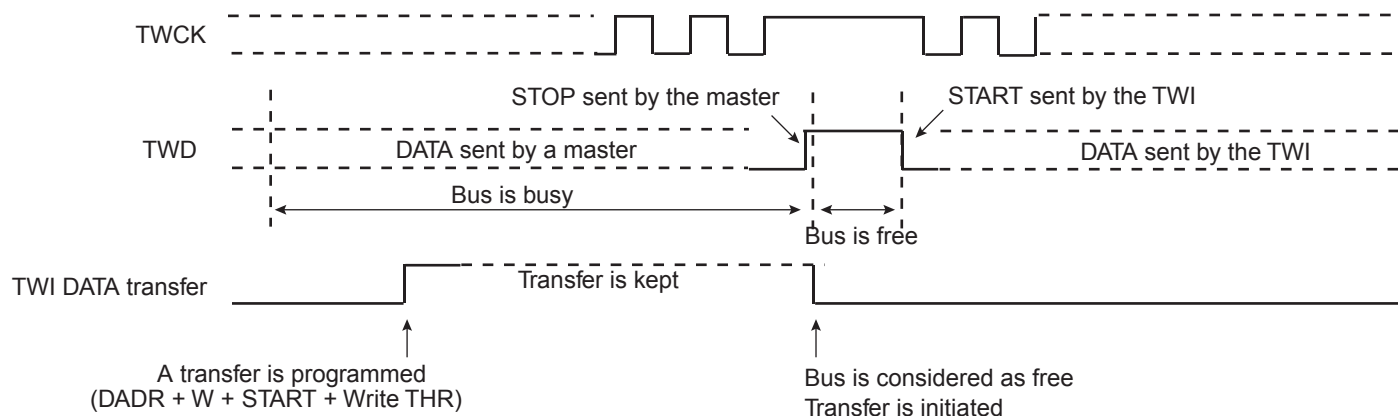 TWCK
STOP sent by the master
START sent by the TWI
TWD
DATA sent by a master
DATA sent by the TWI
Bus is busy
Bus is free
TWI DATA transfer
Transfer is kept
A transfer is programmed
(DADR + W + START + Write THR)
Bus is considered as free
Transfer is initiated